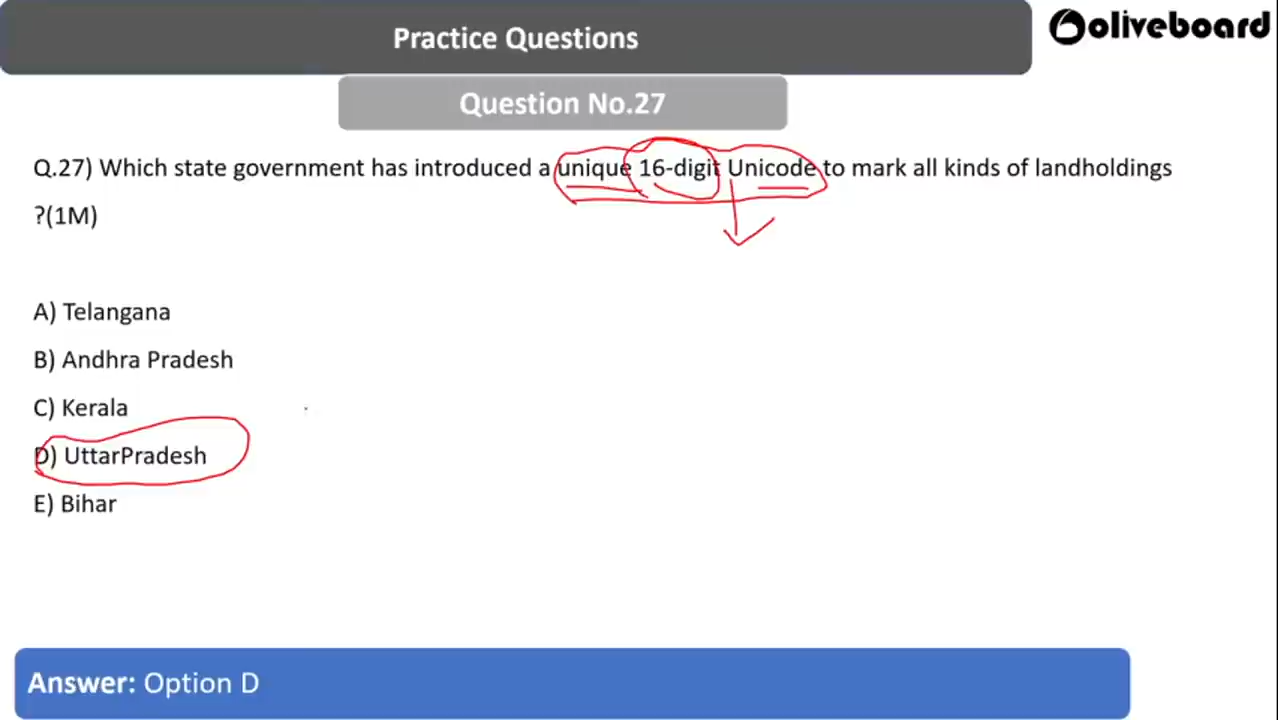 Practice Questions
oliveboard
Question No.27
Q.27) Which state government has introduced a unique 16-digit Unicode to mark all kinds of landholdings
?(1M)
A) Telangana
B) Andhra Pradesh
C) Kerala
D) UttarPradesh
E) Bihar
Answer: Option D